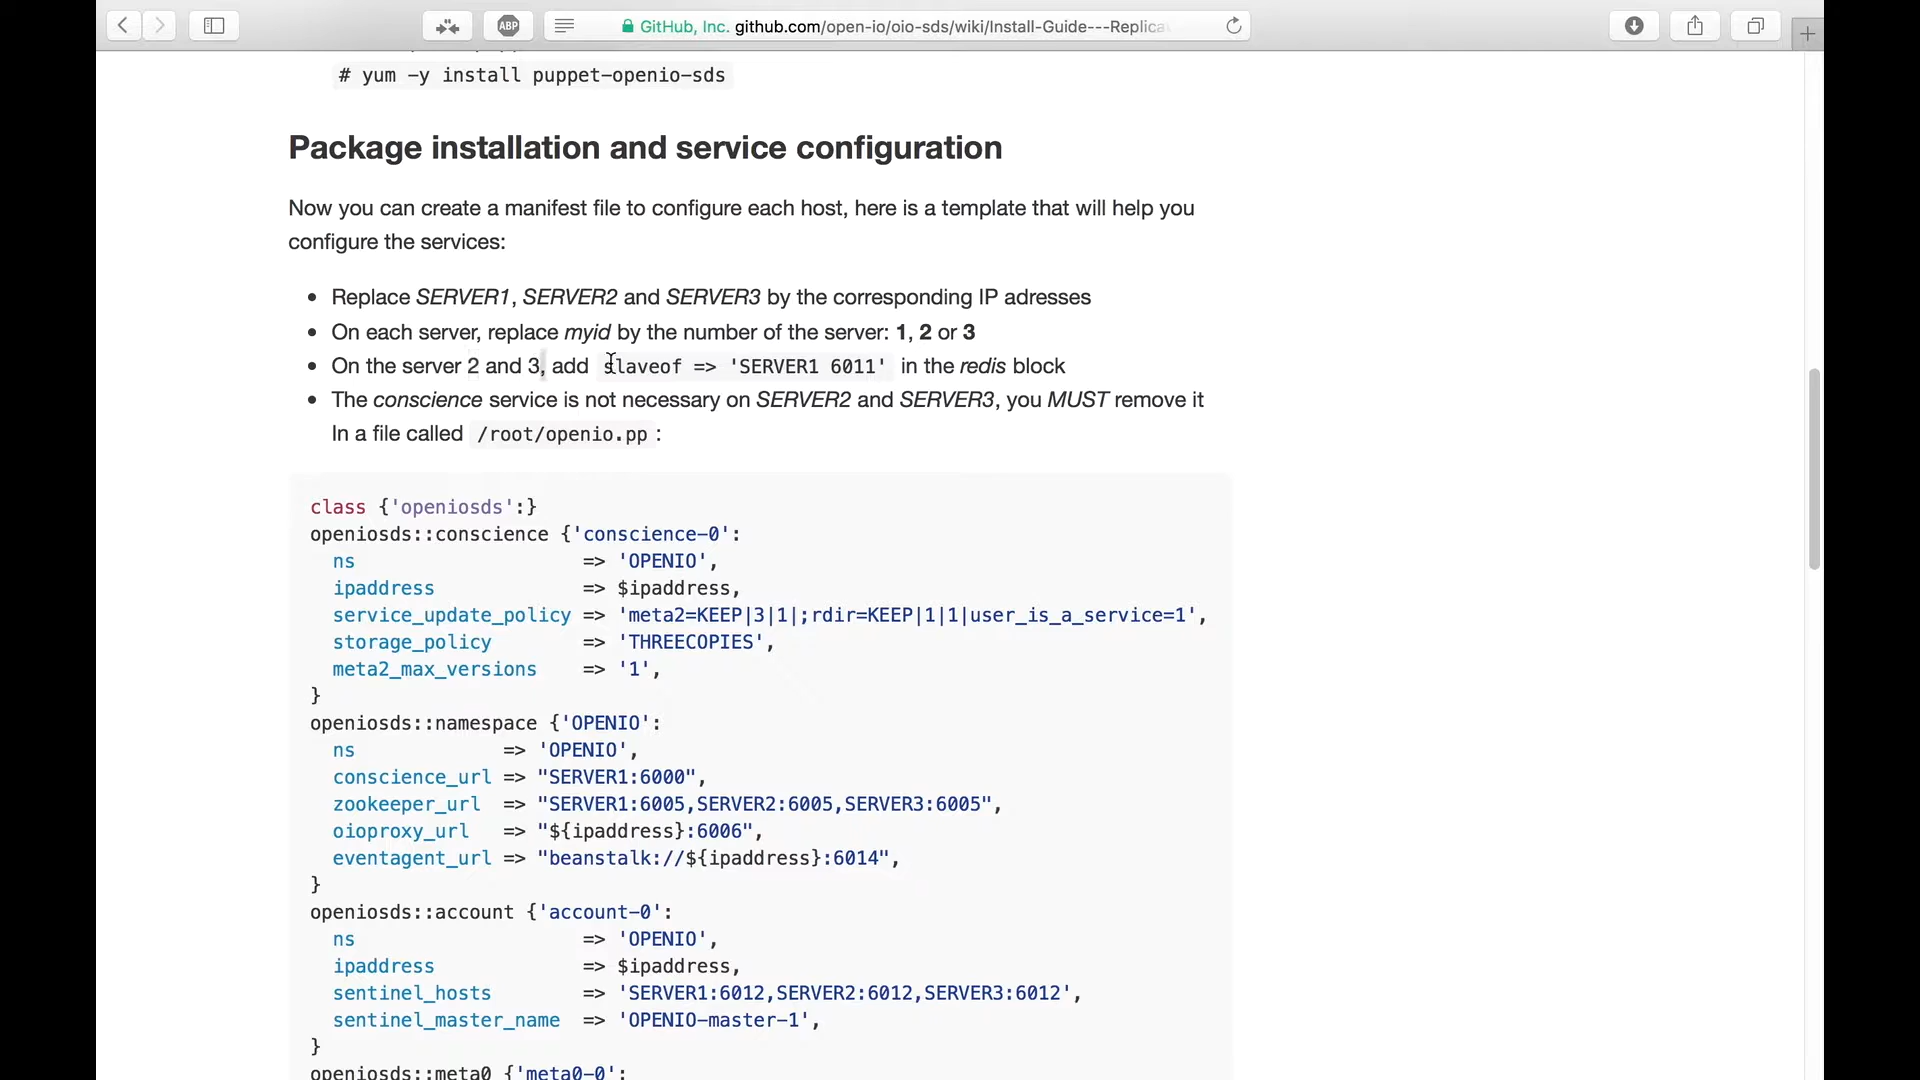 ABP
GitHub, Inc. github.com/open-io/oio-sds/wiki/Install-Guide---Replica
# yum -y install puppet-openio-sds
Package installation and service configuration
Now you can create a manifest file to configure each host, here is a template that will help you
configure the services:
• Replace SERVER1, SERVER2 and SERVER3 by the corresponding IP adresses
• On each server, replace myid by the number of the server: 1, 2 or 3
• On the server 2 and 3, add slaveof => 'SERVER1 6011' in the redis block
• The conscience service is not necessary on SERVER2 and SERVER3, you MUST remove it
In a file called /root/openio.pp :
class {'openiosds':}
openiosds::conscience {'conscience-0':
  ns                    => 'OPENIO',
  ipaddress             => $ipaddress,
  service_update_policy => 'meta2=KEEP|3|1|;rdir=KEEP|1|1|user_is_a_service=1',
  storage_policy        => 'THREECOPIES',
  meta2_max_versions    => '1',
}
openiosds::namespace {'OPENIO':
  ns             => 'OPENIO',
  conscience_url => "SERVER1:6000",
  zookeeper_url  => "SERVER1:6005,SERVER2:6005,SERVER3:6005",
  oioproxy_url   => "${ipaddress}:6006",
  eventagent_url => "beanstalk://${ipaddress}:6014",
}
openiosds::account {'account-0':
  ns                    => 'OPENIO',
  ipaddress             => $ipaddress,
  sentinel_hosts        => 'SERVER1:6012,SERVER2:6012,SERVER3:6012',
  sentinel_master_name  => 'OPENIO-master-1',
}
openiosds::meta0 {'meta0-0':